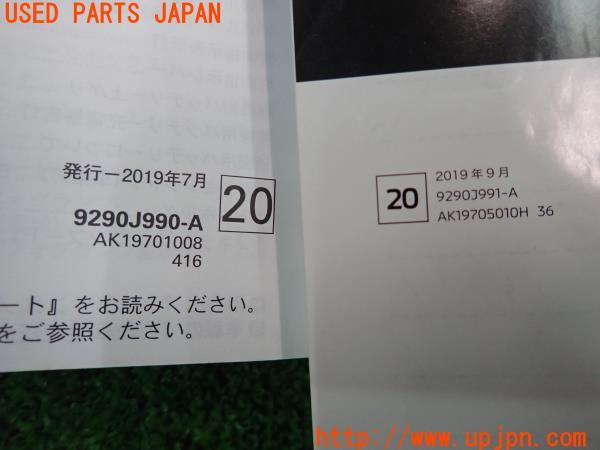 USED PARTS JAPAN
発行ー2019年7月
20
9290J990-A
AK19701008
416
ート』をお読みください。
をご参照ください。
20
2019年9月
9290J991-A
AK19705010H 36
http://www.upjpn.com/